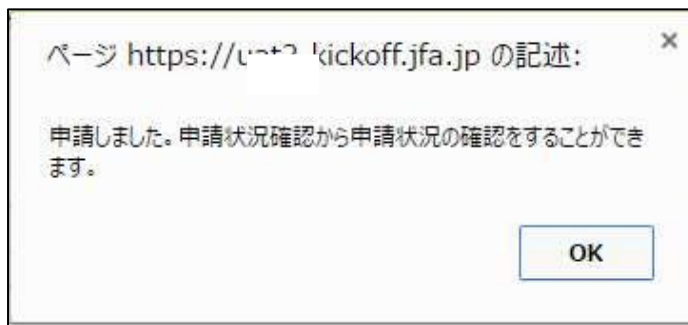 ページ https:// kickoff.jfa.jp の記述:
×
申請しました。申請状況確認から申請状況の確認をすることができ
ます。
OK